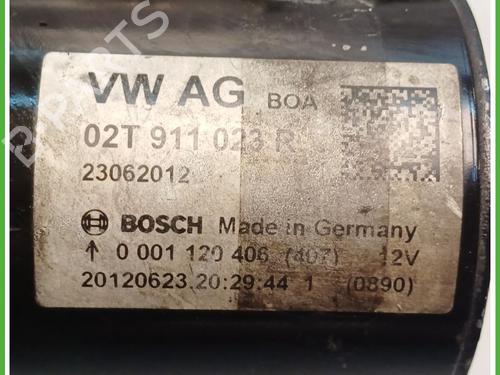 VW AG BOA
02T 911 023 R
23062012
BOSCH Made in Germany
↑ 0 001 120 406 (407) 12V
20120623.20:29:44 1 (0890)